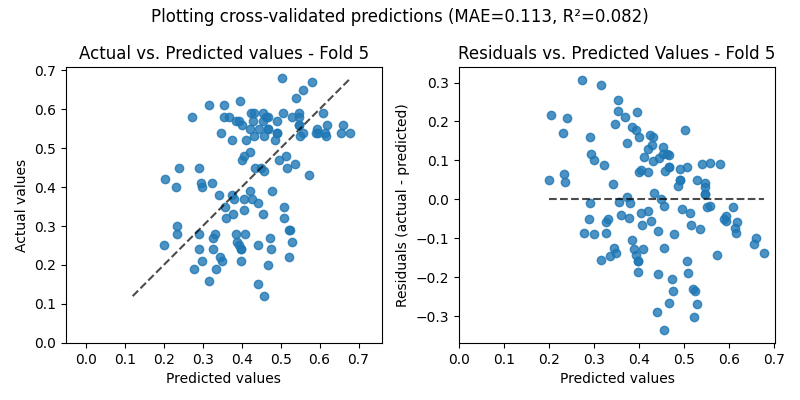 Plotting cross-validated predictions (MAE=0.113, R²=0.082)
Actual vs. Predicted values - Fold 5
Actual values
0.7
0.6
0.5
0.4
0.3
0.2
0.1
0.0
0.0 0.1 0.2 0.3 0.4 0.5 0.6 0.7
Predicted values
Residuals vs. Predicted Values - Fold 5
Residuals (actual - predicted)
0.3
0.2
0.1
0.0
−0.1
−0.2
−0.3
0.0 0.1 0.2 0.3 0.4 0.5 0.6 0.7
Predicted values